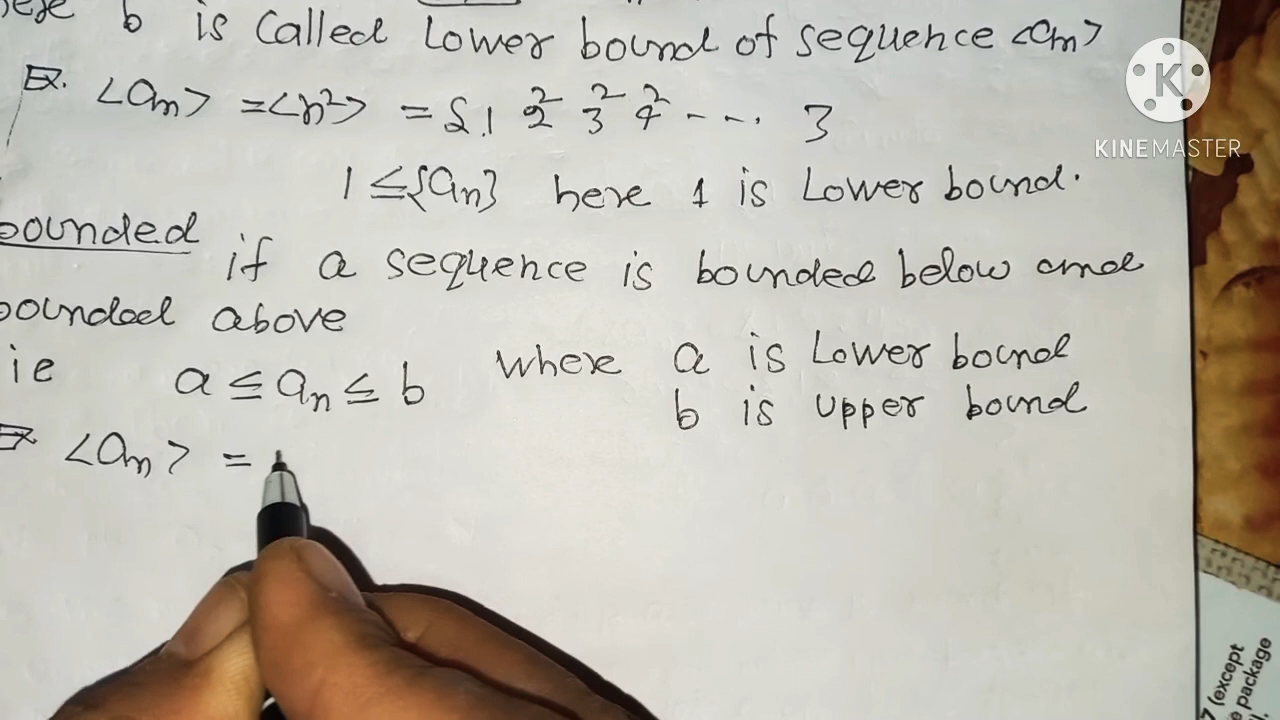 b is called Lower bound of sequence <an>
Ex. <an> = <n²> = {1 2² 3² 4² --. }
1 ≤ {an} here 1 is Lower bound.
bounded if a sequence is bounded below and
bounded above
ie a ≤ an ≤ b where a is Lower bound
b is upper bound
Ex <an> =
KINEMASTER
(except
package